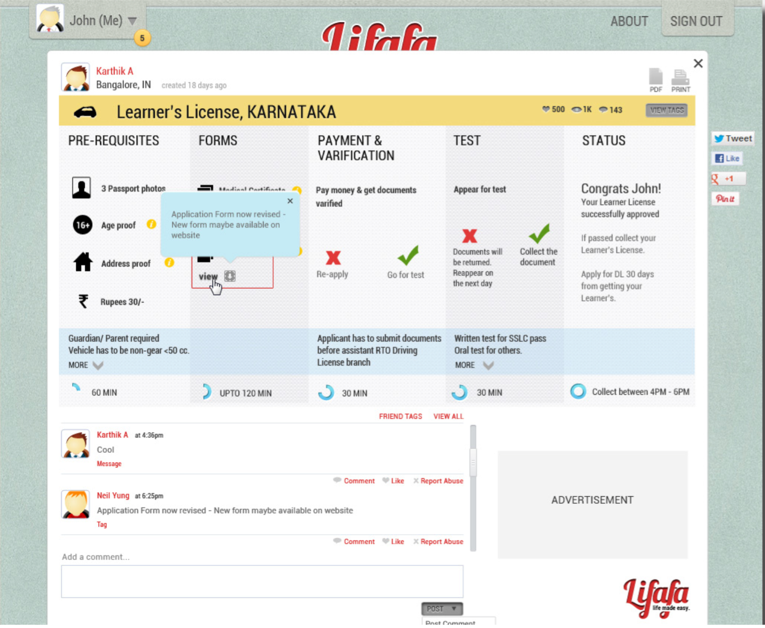 John (Me)
5
Lifafa
ABOUT
SIGN OUT
Karthik A
Bangalore, IN
created 18 days ago
PDF
PRINT
Learner's License, KARNATAKA
500
1K
143
VIEW TAGS
PRE-REQUISITES
3 Passport photos
16+
Age proof
i
Address proof
i
₹
Rupees 30/-
Guardian/ Parent required
Vehicle has to be non-gear <50 cc.
MORE
60 MIN
FORMS
Medical Certificate
Application Form now revised -
New form maybe available on
website
view
UPTO 120 MIN
PAYMENT &
VARIFICATION
Pay money & get documents
varified
Re-apply
Go for test
Applicant has to submit documents
before assistant RTO Driving
License branch
30 MIN
TEST
Appear for test
Documents will
be returned.
Reappear on
the next day
Collect the
document
Written test for SSLC pass
Oral test for others.
MORE
30 MIN
STATUS
Congrats John!
Your Learner License
successfully approved
If passed collect your
Learner's License.
Apply for DL 30 days
from getting your
Learner's.
Collect between 4PM - 6PM
Tweet
Like
+1
Pin it
FRIEND TAGS
VIEW ALL
Karthik A at 4:36pm
Cool
Message
Comment
Like
Report Abuse
Neil Yung at 6:25pm
Application Form now revised - New form maybe available on website
Tag
Comment
Like
Report Abuse
Add a comment...
POST
Post Comment
ADVERTISEMENT
Lifafa
life made easy.